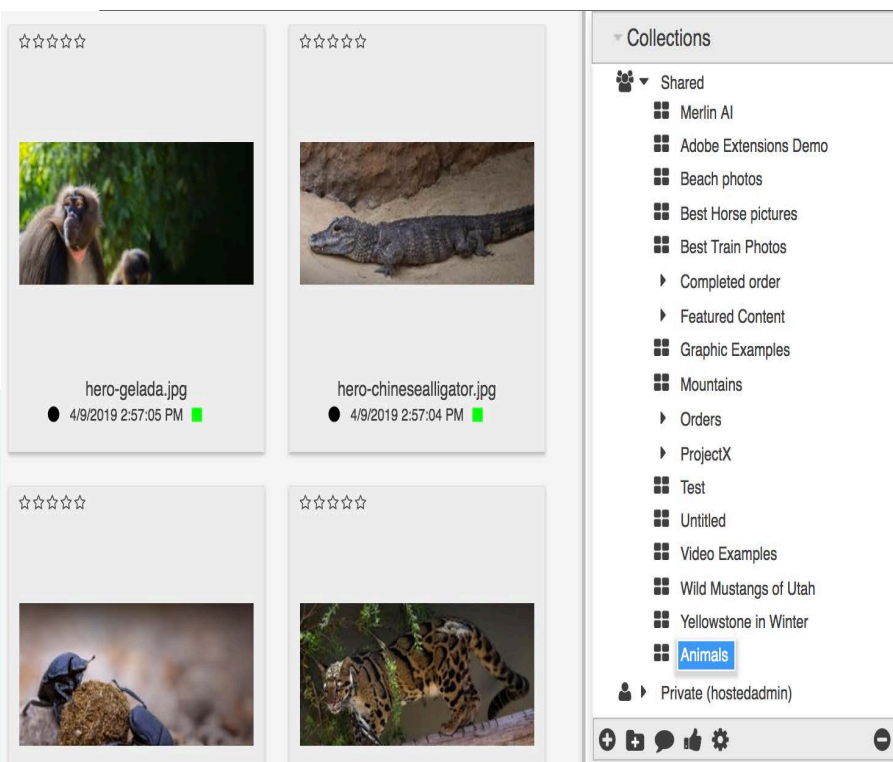 hero-gelada.jpg
4/9/2019 2:57:05 PM
hero-chinesealligator.jpg
4/9/2019 2:57:04 PM
Collections
Shared
Merlin AI
Adobe Extensions Demo
Beach photos
Best Horse pictures
Best Train Photos
Completed order
Featured Content
Graphic Examples
Mountains
Orders
ProjectX
Test
Untitled
Video Examples
Wild Mustangs of Utah
Yellowstone in Winter
Animals
Private (hostedadmin)